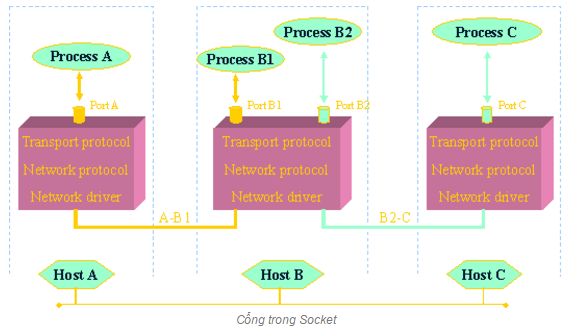 Process A
Process B1
Process B2
Process C
Port A
Port B1
Port B2
Port C
Transport protocol
Network protocol
Network driver
Transport protocol
Network protocol
Network driver
Transport protocol
Network protocol
Network driver
A-B1
B2-C
Host A
Host B
Host C
Cổng trong Socket